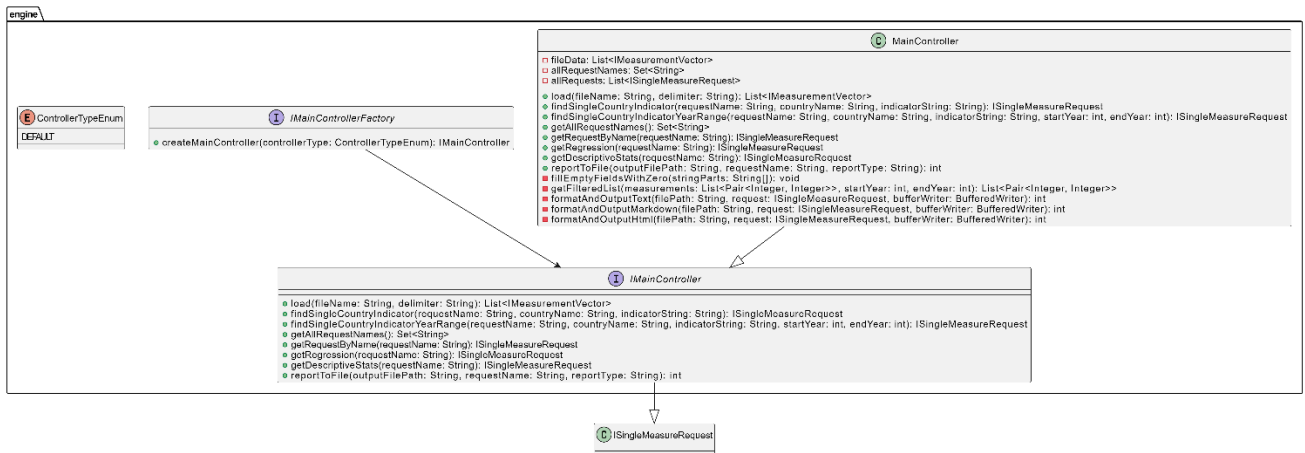 engine
C MainController
fileData: List<IMeasurementVector>
allRequestNames: Set<String>
allRequests: List<ISingleMeasureRequest>
load(fileName: String, delimiter: String): List<IMeasurementVector>
findSingleCountryIndicator(requestName: String, countryName: String, indicatorString: String): ISingleMeasureRequest
findSingleCountryIndicatorYearRange(requestName: String, countryName: String, indicatorString: String, startYear: int, endYear: int): ISingleMeasureRequest
getAllRequestNames(): Set<String>
getRequestByName(requestName: String): ISingleMeasureRequest
getRegression(requestName: String): ISingleMeasureRequest
getDescriptiveStats(requestName: String): ISingleMeasureRequest
reportToFile(outputFilePath: String, requestName: String, reportType: String): int
fillEmptyFieldsWithZero(stringParts: String[]): void
getFilteredList(measurements: List<Pair<Integer, Integer>>, startYear: int, endYear: int): List<Pair<Integer, Integer>>
formatAndOutputText(filePath: String, request: ISingleMeasureRequest, bufferWriter: BufferedWriter): int
formatAndOutputMarkdown(filePath: String, request: ISingleMeasureRequest, bufferWriter: BufferedWriter): int
formatAndOutputHtml(filePath: String, request: ISingleMeasureRequest, bufferWriter: BufferedWriter): int
E ControllerTypeEnum
DEFAULT
I IMainControllerFactory
createMainController(controllerType: ControllerTypeEnum): IMainController
I IMainController
load(fileName: String, delimiter: String): List<IMeasurementVector>
findSingleCountryIndicator(requestName: String, countryName: String, indicatorString: String): ISingleMeasureRequest
findSingleCountryIndicatorYearRange(requestName: String, countryName: String, indicatorString: String, startYear: int, endYear: int): ISingleMeasureRequest
getAllRequestNames(): Set<String>
getRequestByName(requestName: String): ISingleMeasureRequest
getRegression(requestName: String): ISingleMeasureRequest
getDescriptiveStats(requestName: String): ISingleMeasureRequest
reportToFile(outputFilePath: String, requestName: String, reportType: String): int
C ISingleMeasureRequest